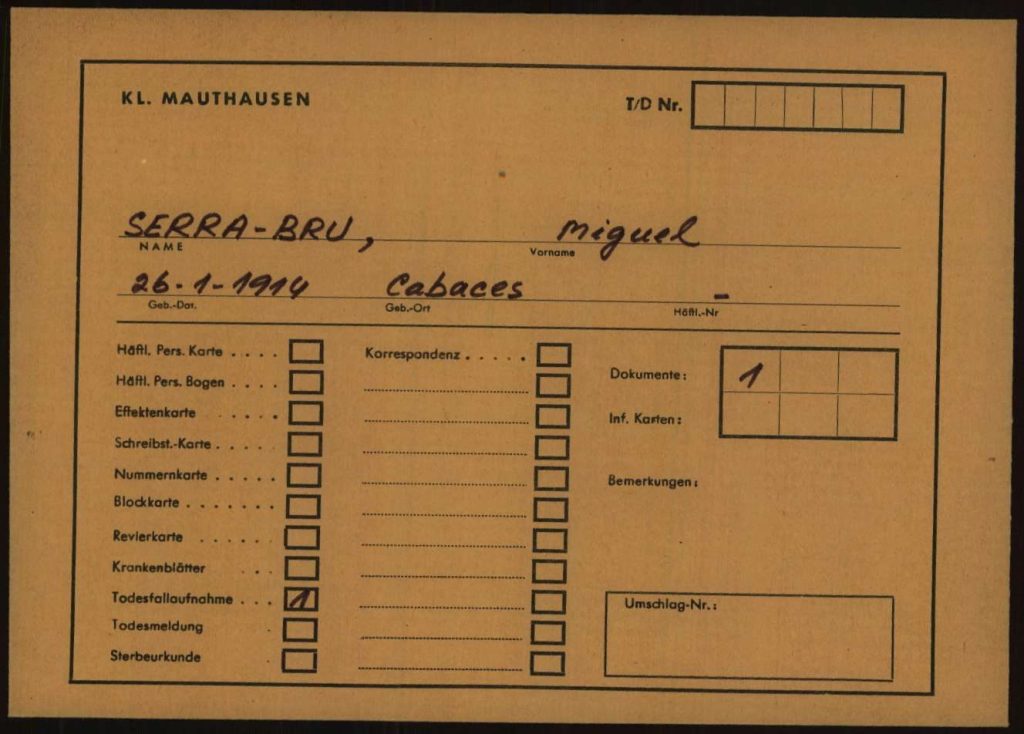 KL. MAUTHAUSEN
T/D Nr.
SERRA-BRU, Miguel
NAME Vorname
26-1-1914 Cabaces -
Geb.-Dat. Geb.-Ort Häftl.-Nr
Häftl. Pers. Karte . . . .
Häftl. Pers. Bogen . . . .
Effektenkarte . . . . .
Schreibst.-Karte . . . . .
Nummernkarte . . . . .
Blockkarte . . . . . . .
Revierkarte . . . . .
Krankenblätter . . .
Todesfallaufnahme . . . 1
Todesmeldung
Sterbeurkunde
Korrespondenz . . . . .
Dokumente: 1
Inf. Karten:
Bemerkungen:
Umschlag-Nr.: